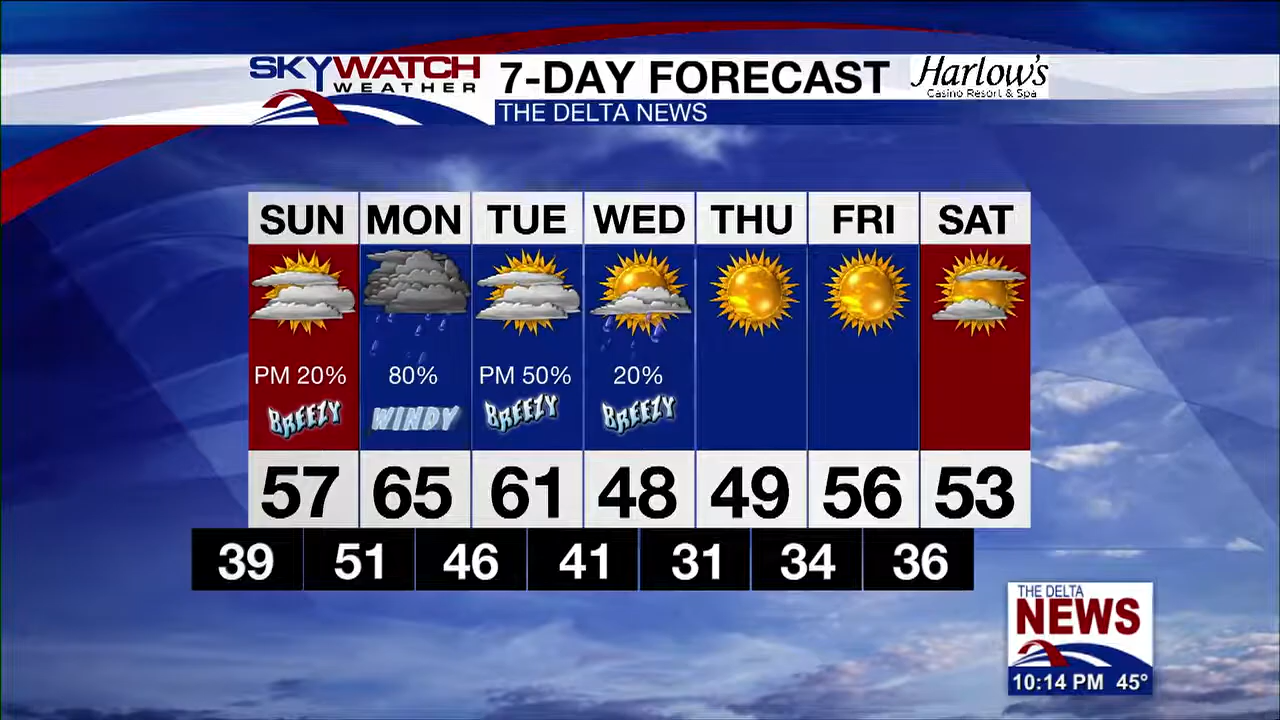 SKYWATCH
WEATHER
7-DAY FORECAST
THE DELTA NEWS
Harlow's
Casino Resort & Spa
SUN MON TUE WED THU FRI SAT
PM 20% 80% PM 50% 20%
BREEZY WINDY BREEZY BREEZY
57 65 61 48 49 56 53
39 51 46 41 31 34 36
THE DELTA
NEWS
10:14 PM 45°